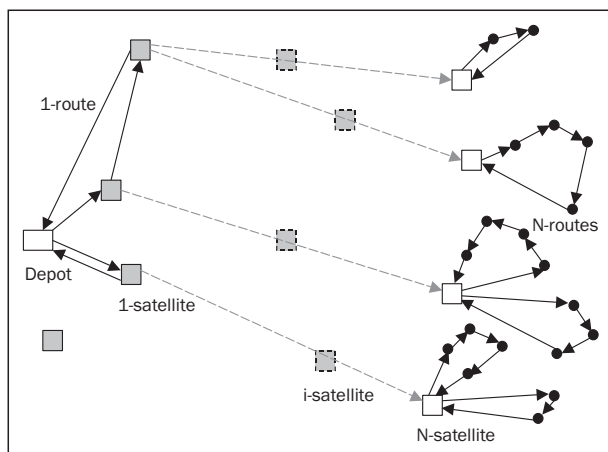 1-route
N-routes
Depot
1-satellite
i-satellite
N-satellite